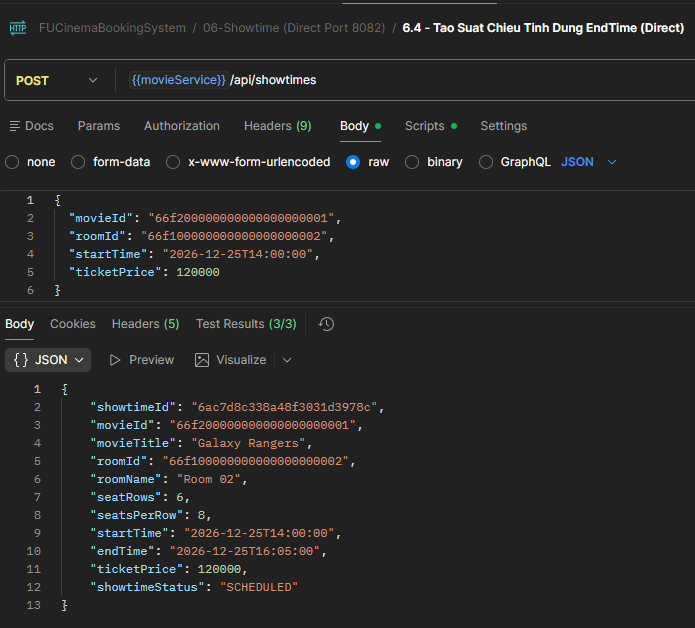 HTTP FUCinemaBookingSystem / 06-Showtime (Direct Port 8082) / 6.4 - Tao Suat Chieu Tinh Dung EndTime (Direct)
POST {{movieService}}/api/showtimes
Docs Params Authorization Headers (9) Body Scripts Settings
none form-data x-www-form-urlencoded raw binary GraphQL JSON
1 {
2 "movieId": "66f200000000000000000001",
3 "roomId": "66f100000000000000000002",
4 "startTime": "2026-12-25T14:00:00",
5 "ticketPrice": 120000
6 }
Body Cookies Headers (5) Test Results (3/3)
{} JSON Preview Visualize
1 {
2 "showtimeId": "6ac7d8c338a48f3031d3978c",
3 "movieId": "66f200000000000000000001",
4 "movieTitle": "Galaxy Rangers",
5 "roomId": "66f100000000000000000002",
6 "roomName": "Room 02",
7 "seatRows": 6,
8 "seatsPerRow": 8,
9 "startTime": "2026-12-25T14:00:00",
10 "endTime": "2026-12-25T16:05:00",
11 "ticketPrice": 120000,
12 "showtimeStatus": "SCHEDULED"
13 }